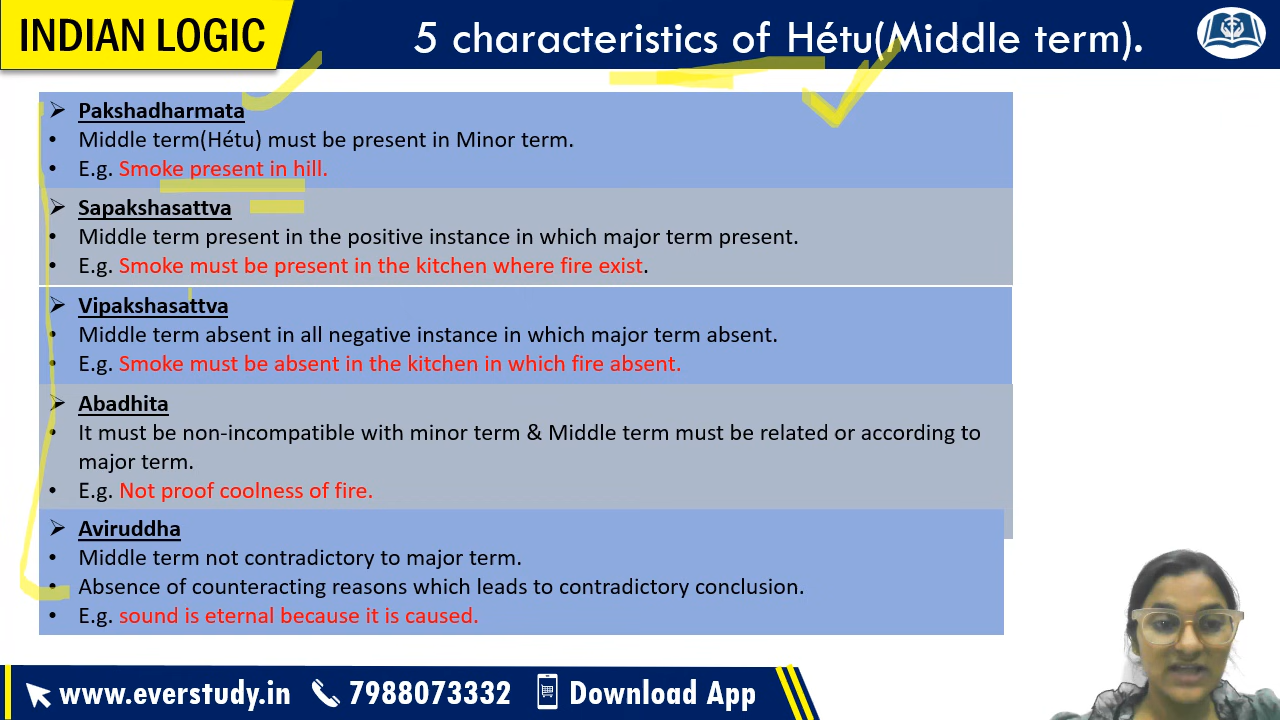 INDIAN LOGIC
5 characteristics of Hétu(Middle term).
➢ Pakshadharmata
• Middle term(Hétu) must be present in Minor term.
• E.g. Smoke present in hill.
➢ Sapakshasattva
• Middle term present in the positive instance in which major term present.
• E.g. Smoke must be present in the kitchen where fire exist.
➢ Vipakshasattva
• Middle term absent in all negative instance in which major term absent.
• E.g. Smoke must be absent in the kitchen in which fire absent.
➢ Abadhita
• It must be non-incompatible with minor term & Middle term must be related or according to
major term.
• E.g. Not proof coolness of fire.
➢ Aviruddha
• Middle term not contradictory to major term.
• Absence of counteracting reasons which leads to contradictory conclusion.
• E.g. sound is eternal because it is caused.
www.everstudy.in 7988073332 Download App